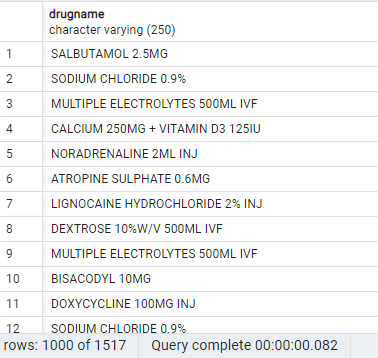 drugname
character varying (250)
1 SALBUTAMOL 2.5MG
2 SODIUM CHLORIDE 0.9%
3 MULTIPLE ELECTROLYTES 500ML IVF
4 CALCIUM 250MG + VITAMIN D3 125IU
5 NORADRENALINE 2ML INJ
6 ATROPINE SULPHATE 0.6MG
7 LIGNOCAINE HYDROCHLORIDE 2% INJ
8 DEXTROSE 10%W/V 500ML IVF
9 MULTIPLE ELECTROLYTES 500ML IVF
10 BISACODYL 10MG
11 DOXYCYCLINE 100MG INJ
12 SODIUM CHLORIDE 0.9%
rows: 1000 of 1517 Query complete 00:00:00.082